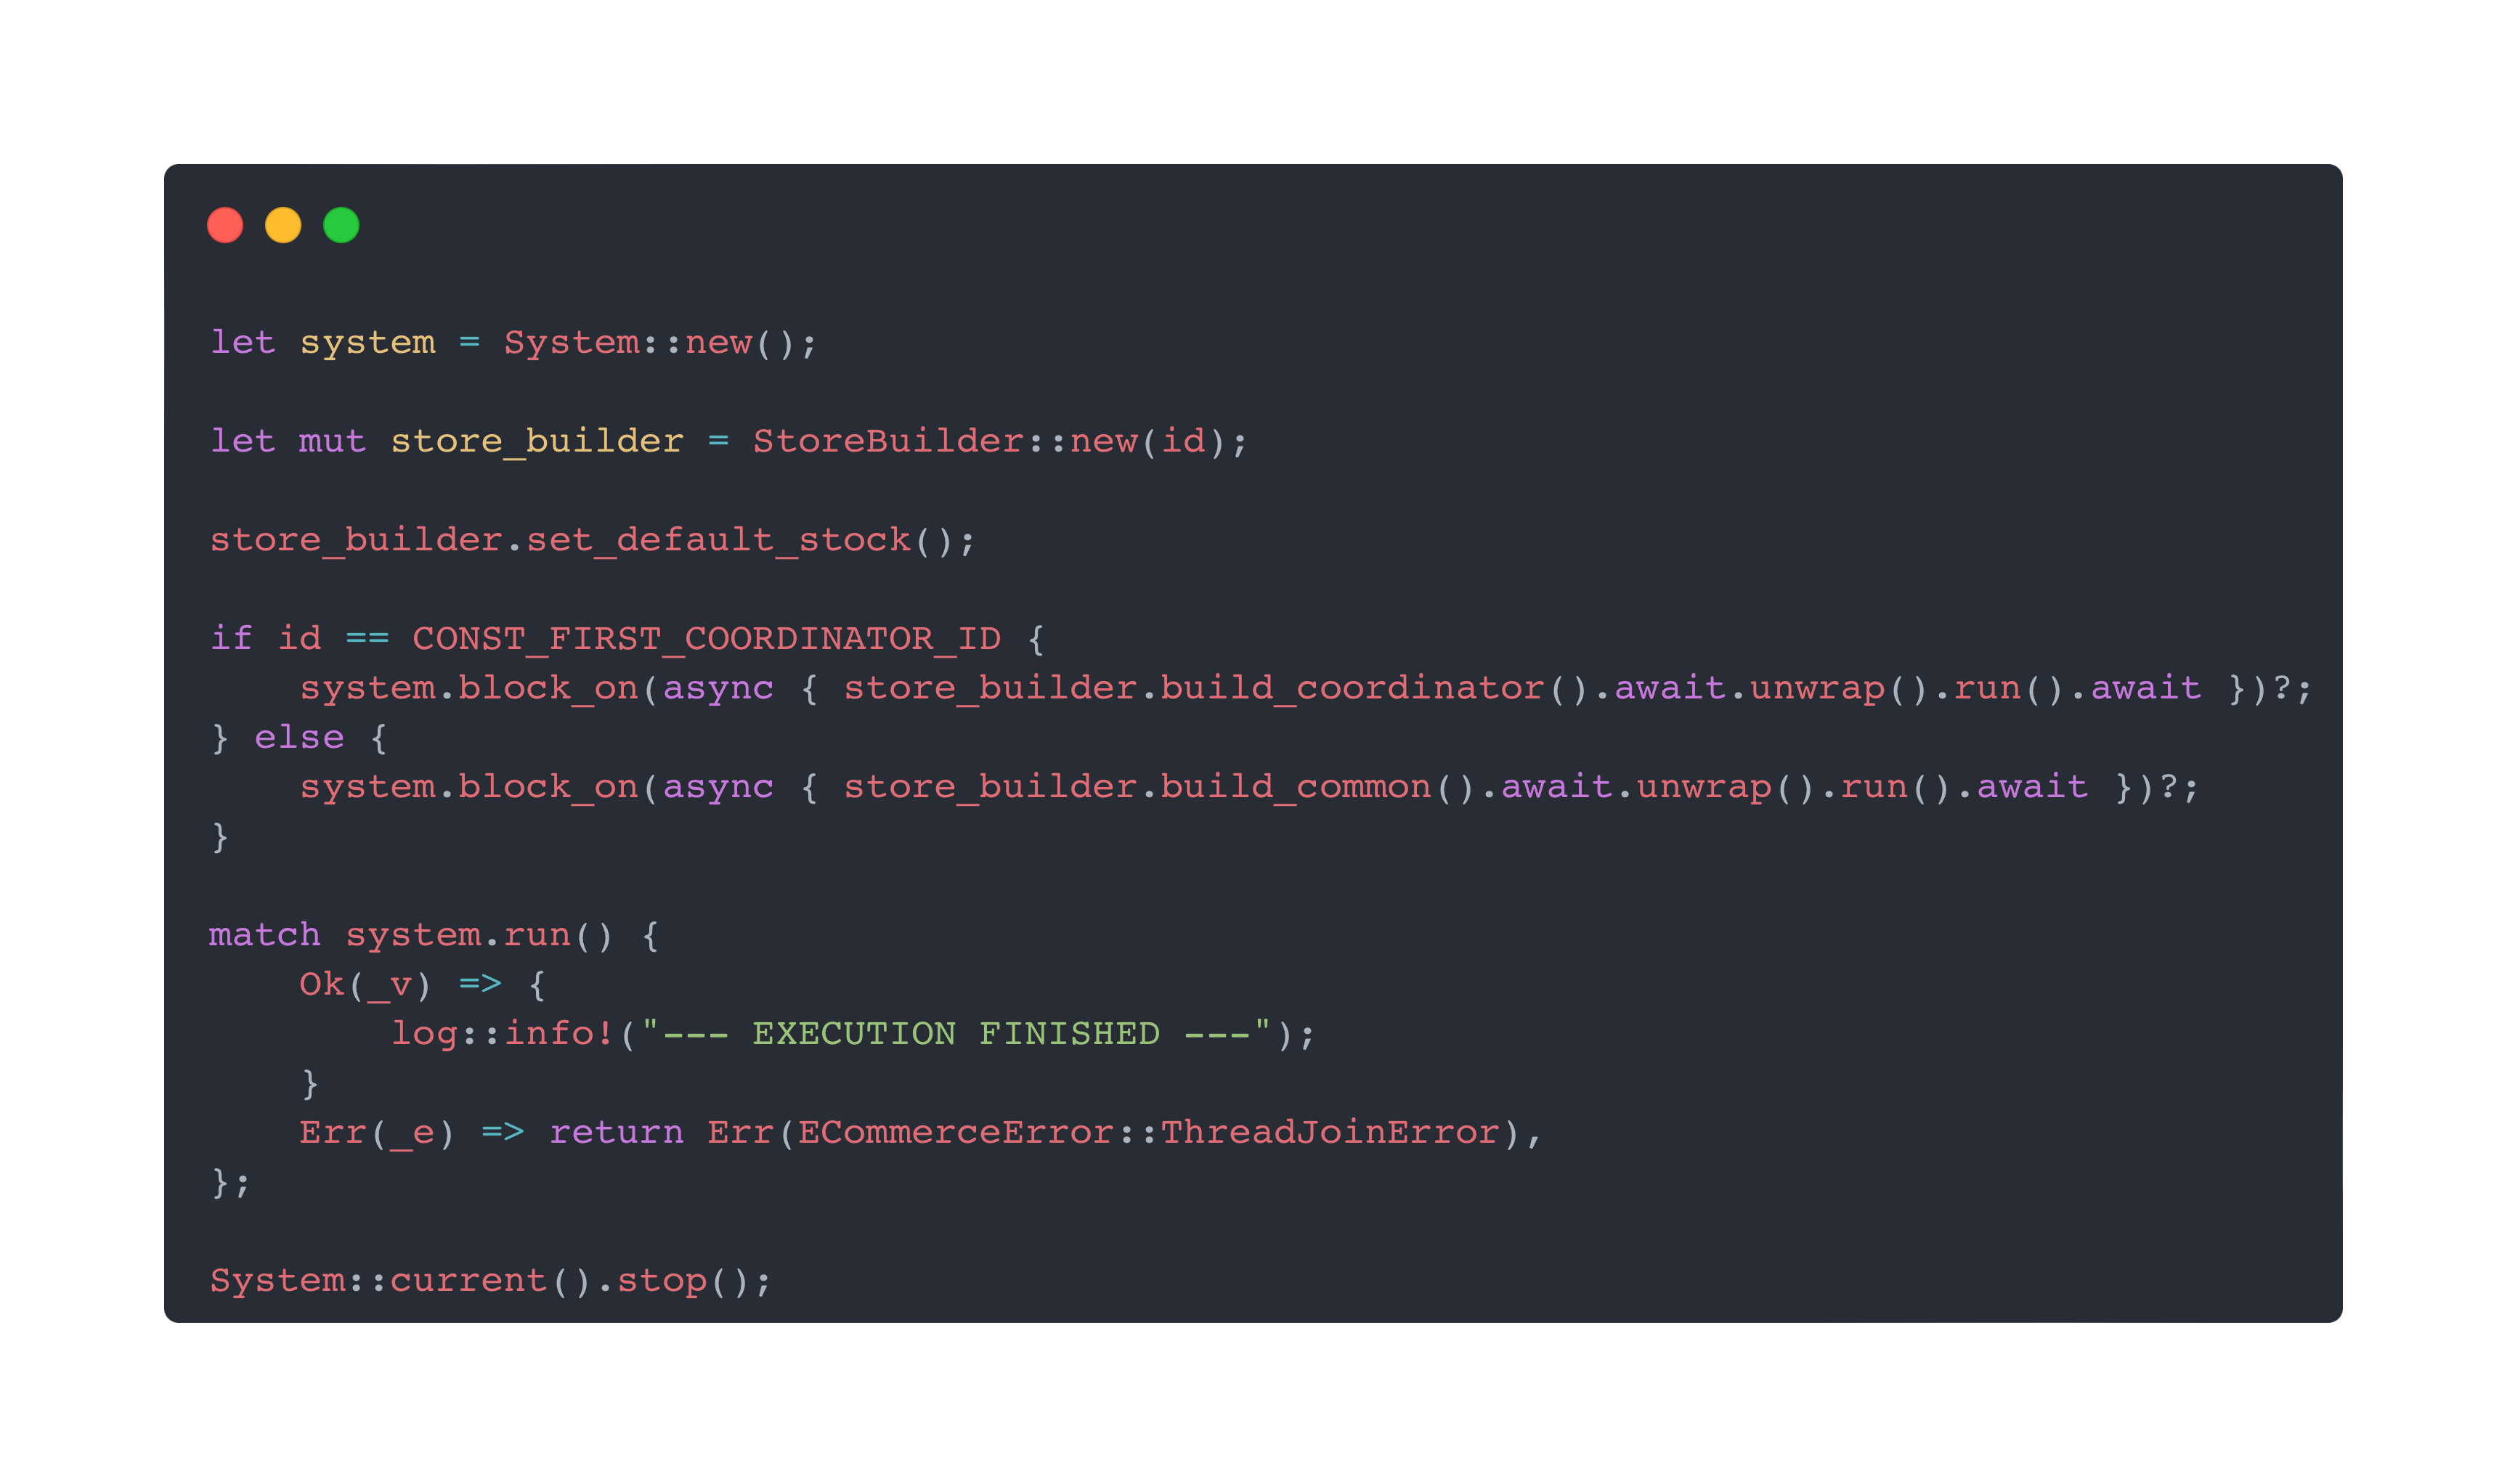 let system = System::new();

let mut store_builder = StoreBuilder::new(id);

store_builder.set_default_stock();

if id == CONST_FIRST_COORDINATOR_ID {
    system.block_on(async { store_builder.build_coordinator().await.unwrap().run().await })?;
} else {
    system.block_on(async { store_builder.build_common().await.unwrap().run().await })?;
}

match system.run() {
    Ok(_v) => {
        log::info!("--- EXECUTION FINISHED ---");
    }
    Err(_e) => return Err(ECommerceError::ThreadJoinError),
};

System::current().stop();